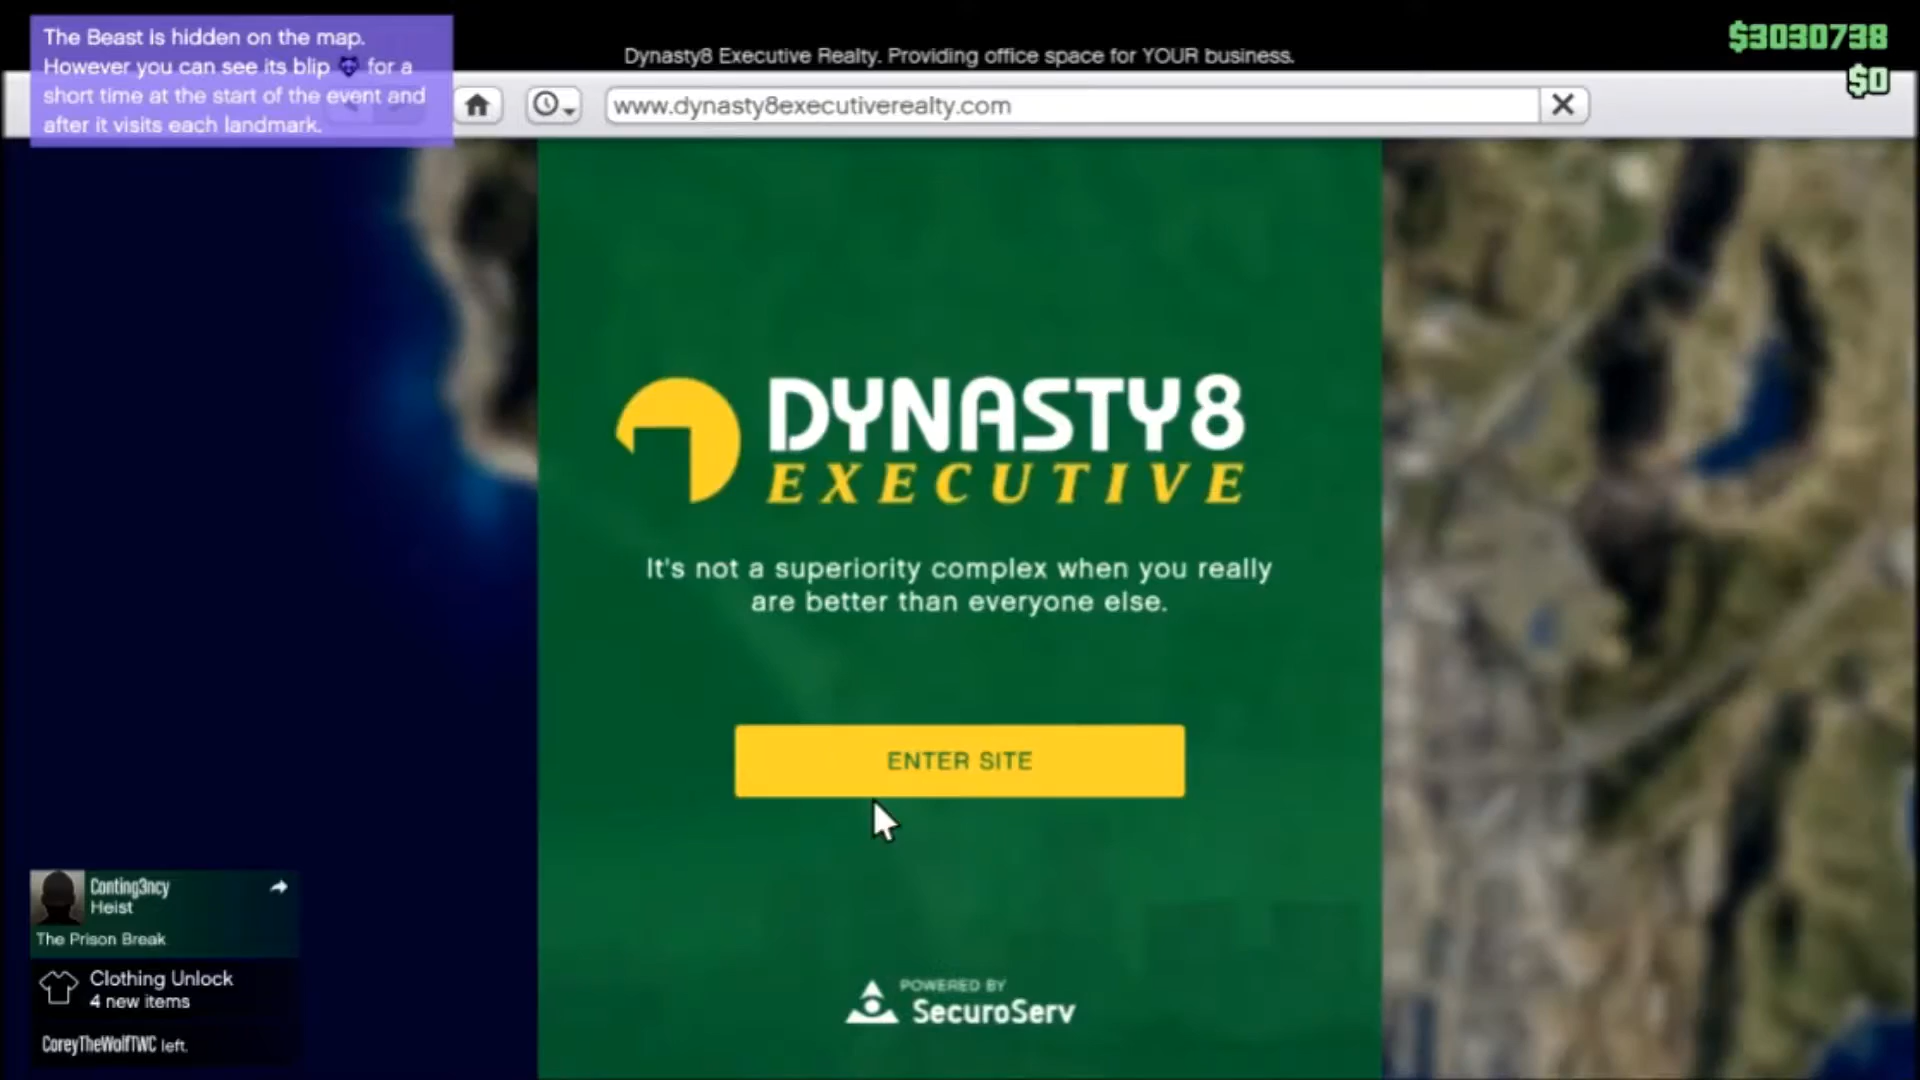 The Beast is hidden on the map.
However you can see its blip for a
short time at the start of the event and
after it visits each landmark.
Dynasty8 Executive Realty. Providing office space for YOUR business.
$3030738
$0
www.dynasty8executiverealty.com
DYNASTY8
EXECUTIVE
It's not a superiority complex when you really
are better than everyone else.
ENTER SITE
POWERED BY
SecuroServ
Conting3ncy
Heist
The Prison Break
Clothing Unlock
4 new items
CoreyTheWolfTWC left.